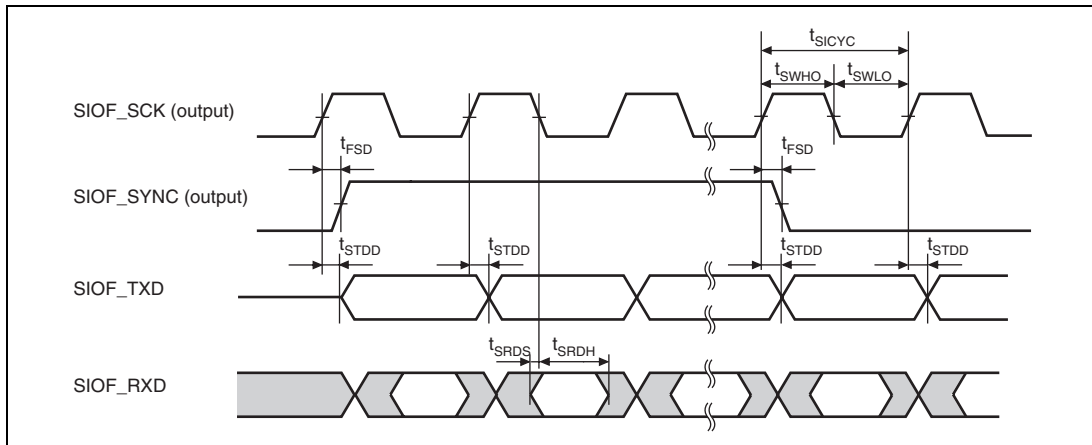 tSICYC
tSWHO tSWLO
SIOF_SCK (output)
tFSD tFSD
SIOF_SYNC (output)
tSTDD tSTDD tSTDD tSTDD
SIOF_TXD
tSRDS tSRDH
SIOF_RXD